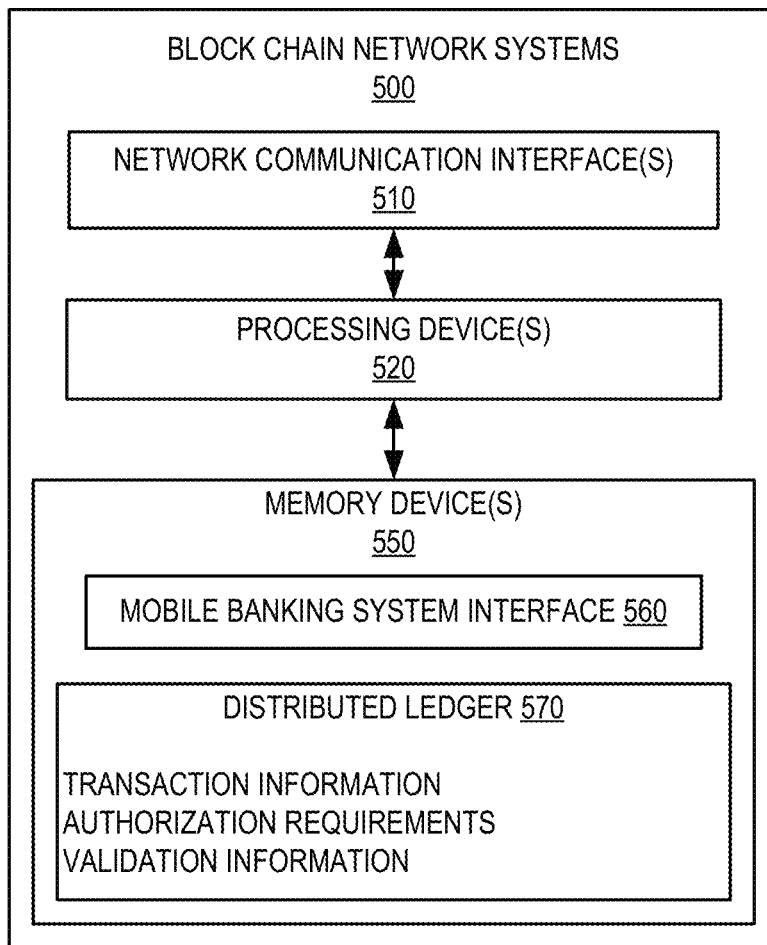 BLOCK CHAIN NETWORK SYSTEMS
500
NETWORK COMMUNICATION INTERFACE(S)
510
PROCESSING DEVICE(S)
520
MEMORY DEVICE(S)
550
MOBILE BANKING SYSTEM INTERFACE 560
DISTRIBUTED LEDGER 570
TRANSACTION INFORMATION
AUTHORIZATION REQUIREMENTS
VALIDATION INFORMATION